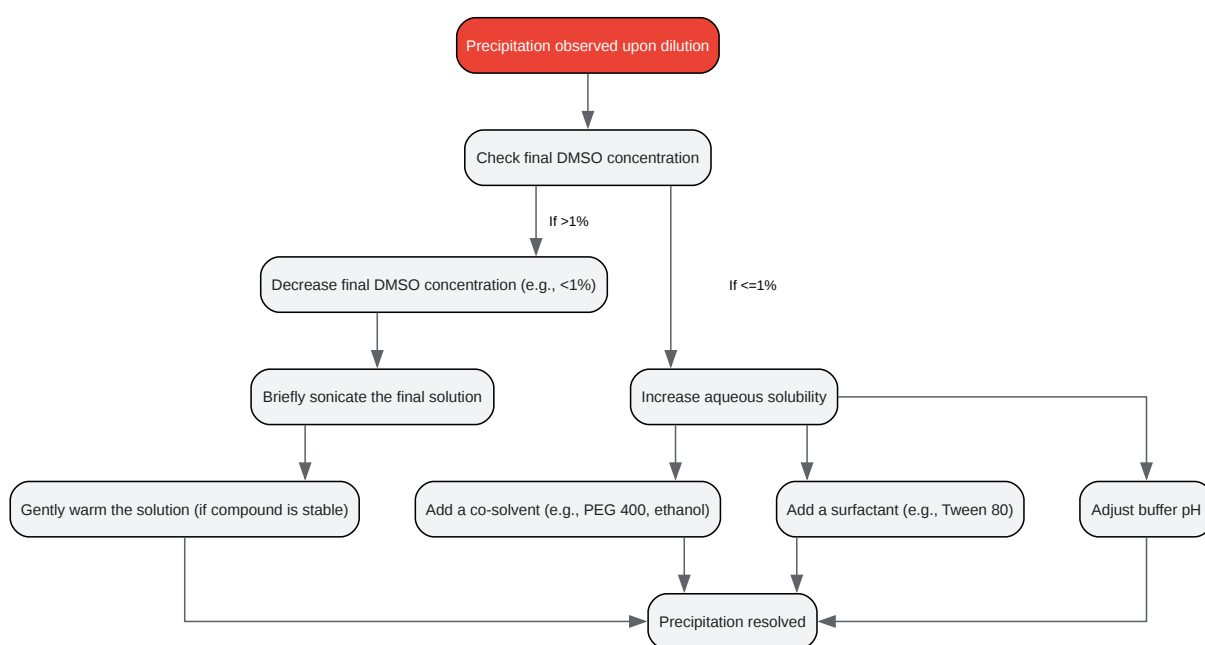 Precipitation observed upon dilution
Check final DMSO concentration
If >1%
Decrease final DMSO concentration (e.g., <1%)
If <=1%
Briefly sonicate the final solution
Increase aqueous solubility
Gently warm the solution (if compound is stable)
Add a co-solvent (e.g., PEG 400, ethanol)
Add a surfactant (e.g., Tween 80)
Adjust buffer pH
Precipitation resolved